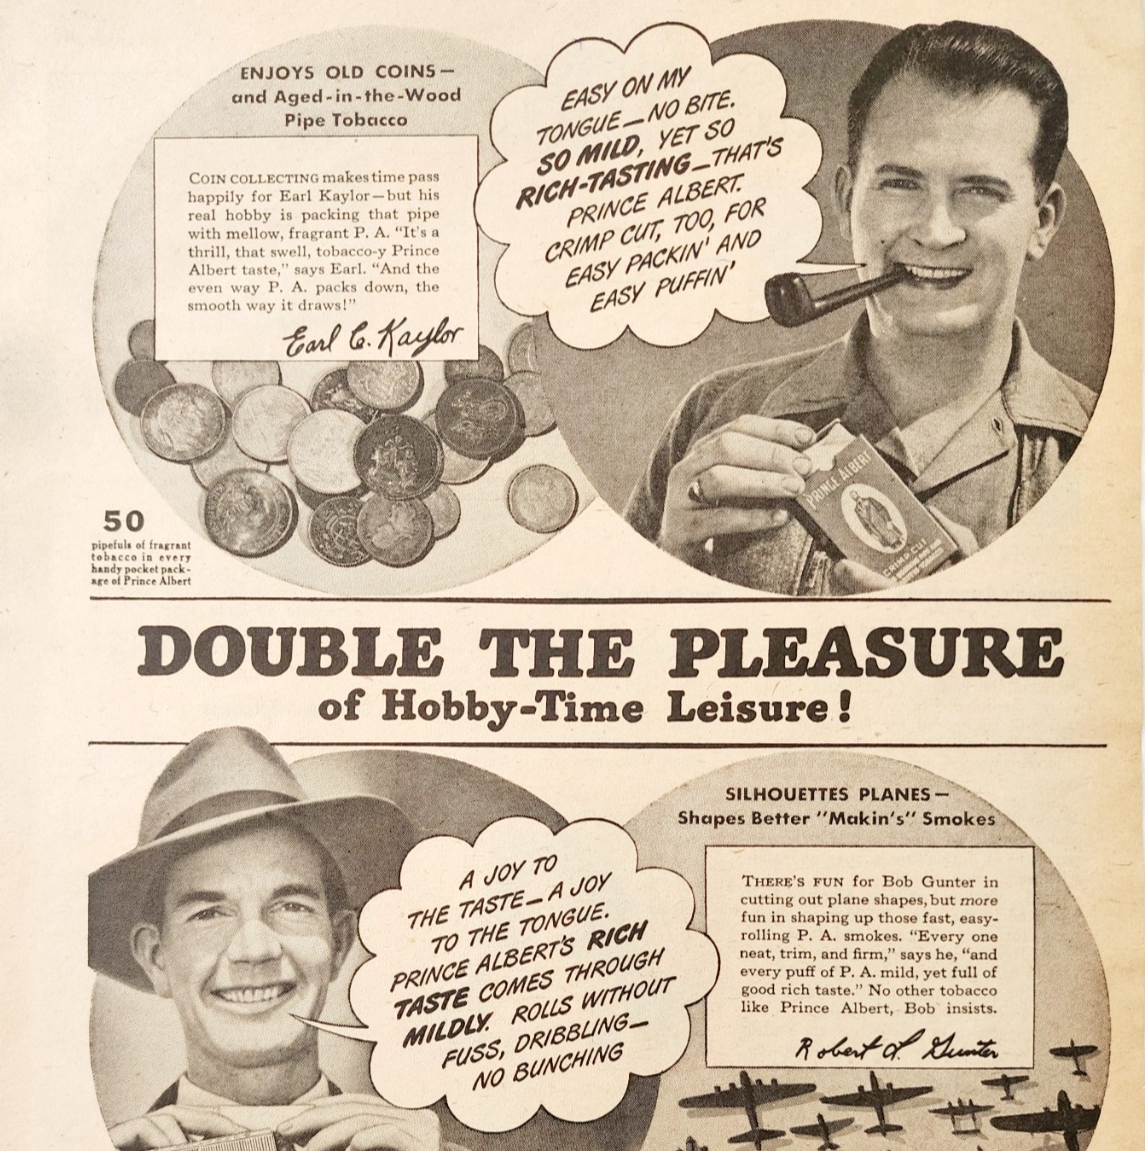 ENJOYS OLD COINS—
and Aged-in-the-Wood
Pipe Tobacco
COIN COLLECTING makes time pass
happily for Earl Kaylor—but his
real hobby is packing that pipe
with mellow, fragrant P. A. “It's a
thrill, that swell, tobacco-y Prince
Albert taste,” says Earl. “And the
even way P. A. packs down, the
smooth way it draws!”
Earl C. Kaylor
EASY ON MY
TONGUE—NO BITE.
SO MILD, YET SO
RICH-TASTING—THAT'S
PRINCE ALBERT.
CRIMP CUT, TOO, FOR
EASY PACKIN' AND
EASY PUFFIN'
PRINCE ALBERT
CRIMP CUT
50
pipefuls of fragrant
tobacco in every
handy pocket pack-
age of Prince Albert
DOUBLE THE PLEASURE
of Hobby-Time Leisure!
A JOY TO
THE TASTE—A JOY
TO THE TONGUE.
PRINCE ALBERT'S RICH
TASTE COMES THROUGH
MILDLY. ROLLS WITHOUT
FUSS, DRIBBLING—
NO BUNCHING
SILHOUETTES PLANES—
Shapes Better "Makin's" Smokes
THERE'S FUN for Bob Gunter in
cutting out plane shapes, but more
fun in shaping up those fast, easy-
rolling P. A. smokes. “Every one
neat, trim, and firm,” says he, “and
every puff of P. A. mild, yet full of
good rich taste.” No other tobacco
like Prince Albert, Bob insists.
Robert L. Gunter